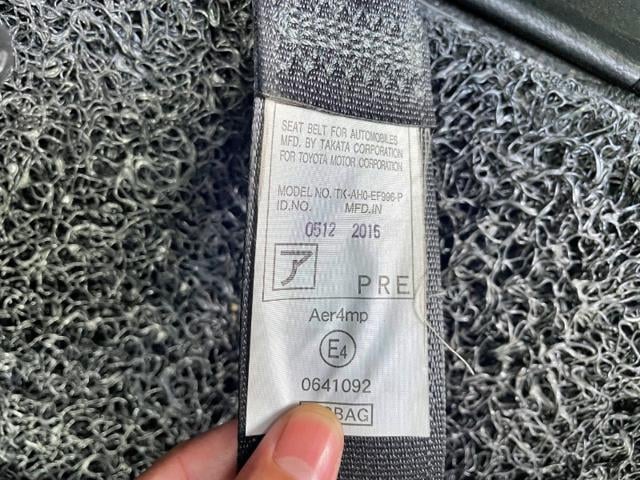 SEAT BELT FOR AUTOMOBILES
MFD. BY TAKATA CORPORATION
FOR TOYOTA MOTOR CORPORATION
MODEL NO. TK-AH0-EF996-P
ID.NO. MFD.IN
0512 2015
ア PRE
Aer4mp
E4
0641092